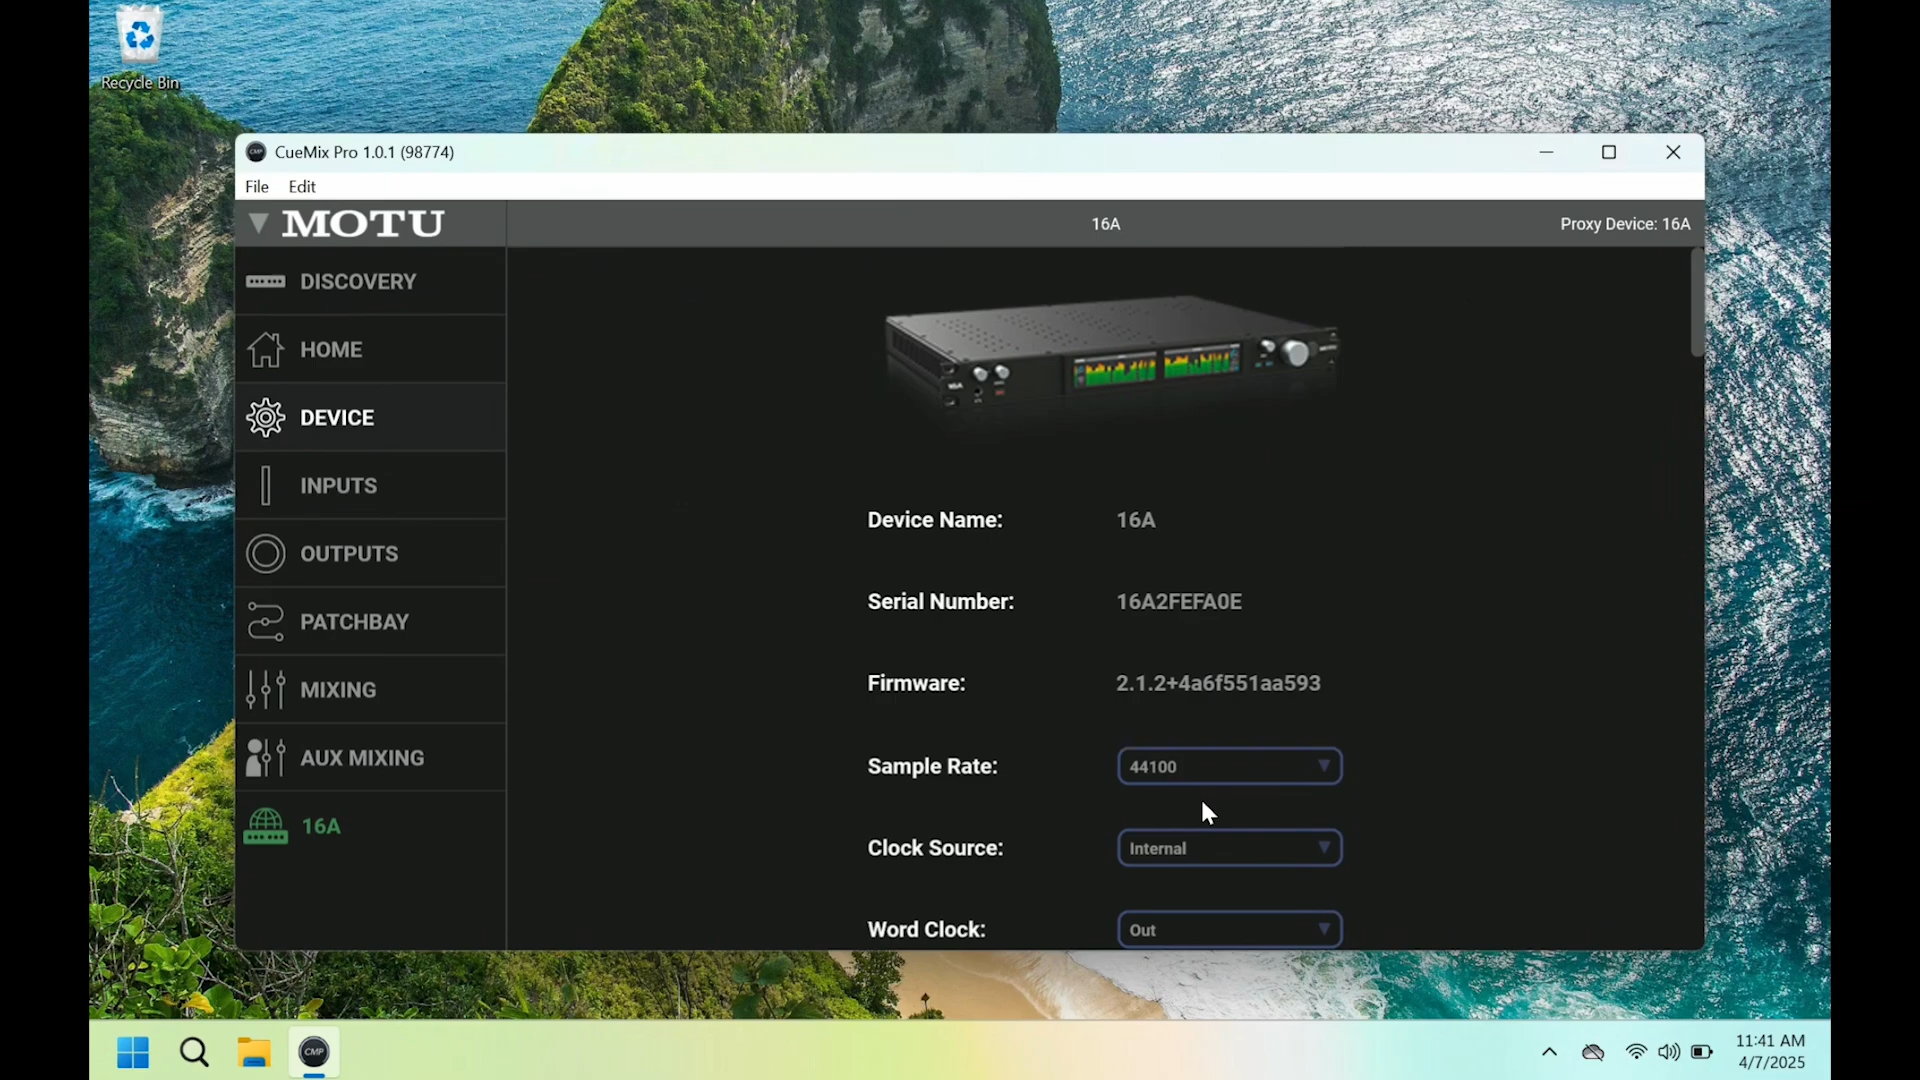 Recycle Bin
CueMix Pro 1.0.1 (98774)
File Edit
MOTU
16A
Proxy Device: 16A
DISCOVERY
HOME
DEVICE
INPUTS
OUTPUTS
PATCHBAY
MIXING
AUX MIXING
16A
Device Name: 16A
Serial Number: 16A2FEFA0E
Firmware: 2.1.2+4a6f551aa593
Sample Rate: 44100
Clock Source: Internal
Word Clock: Out
CMP
11:41 AM
4/7/2025